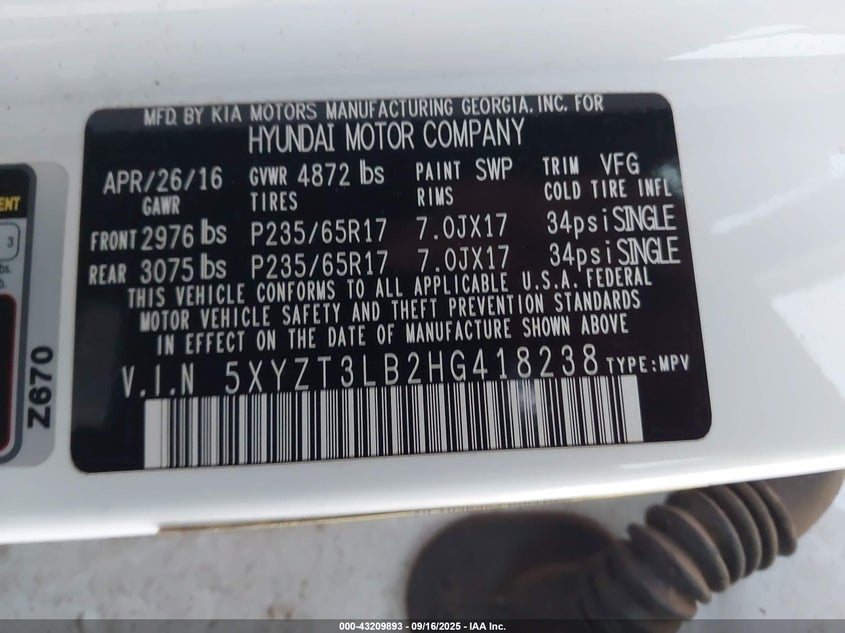 MFD. BY KIA MOTORS MANUFACTURING GEORGIA. INC. FOR
HYUNDAI MOTOR COMPANY
APR/26/16 GVWR 4872 lbs PAINT SWP TRIM VFG
GAWR TIRES RIMS COLD TIRE INFL
FRONT 2976 lbs P235/65R17 7.0JX17 34psi SINGLE
REAR 3075 lbs P235/65R17 7.0JX17 34psi SINGLE
THIS VEHICLE CONFORMS TO ALL APPLICABLE U.S.A. FEDERAL
MOTOR VEHICLE SAFETY AND THEFT PREVENTION STANDARDS
IN EFFECT ON THE DATE OF MANUFACTURE SHOWN ABOVE
V.I.N 5XYZT3LB2HG418238 TYPE:MPV
3
Z670
000-43209893 - 09/16/2025 - IAA Inc.